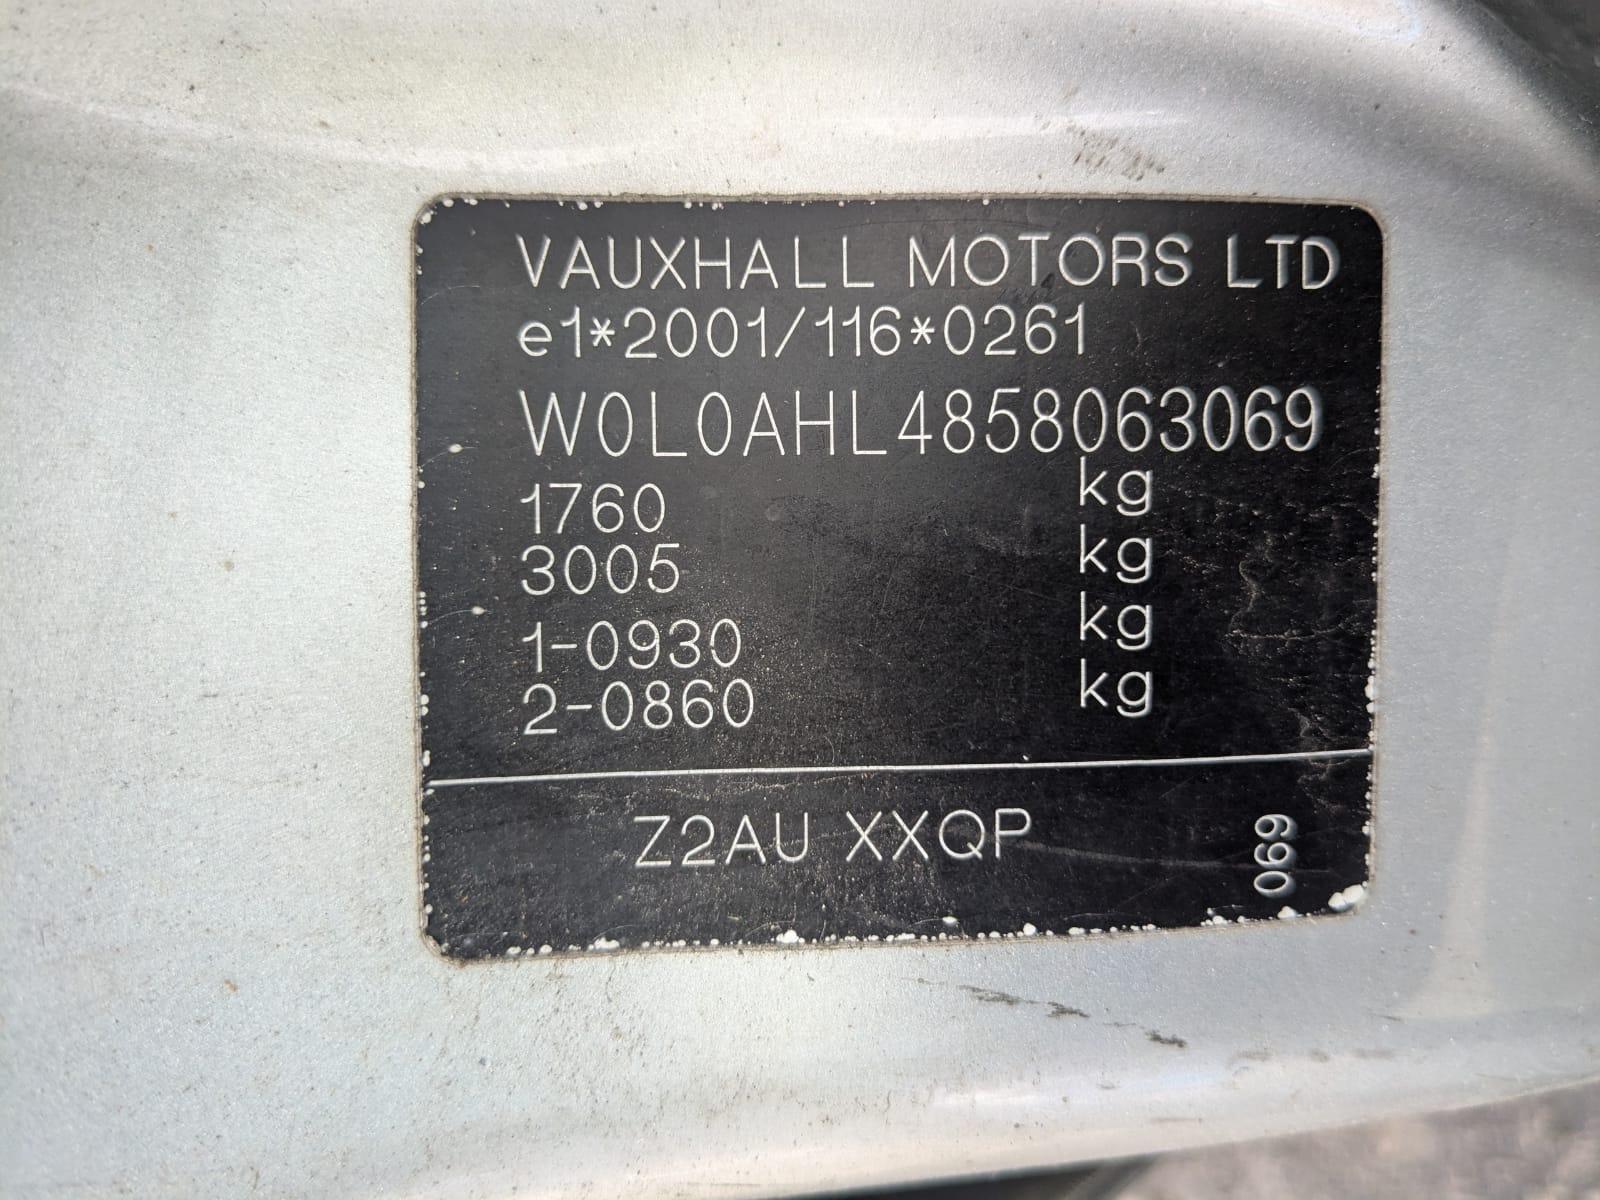 VAUXHALL MOTORS LTD
e1*2001/116*0261
W0L0AHL4858063069
1760 kg
3005 kg
1-0930 kg
2-0860 kg
Z2AU XXQP
069